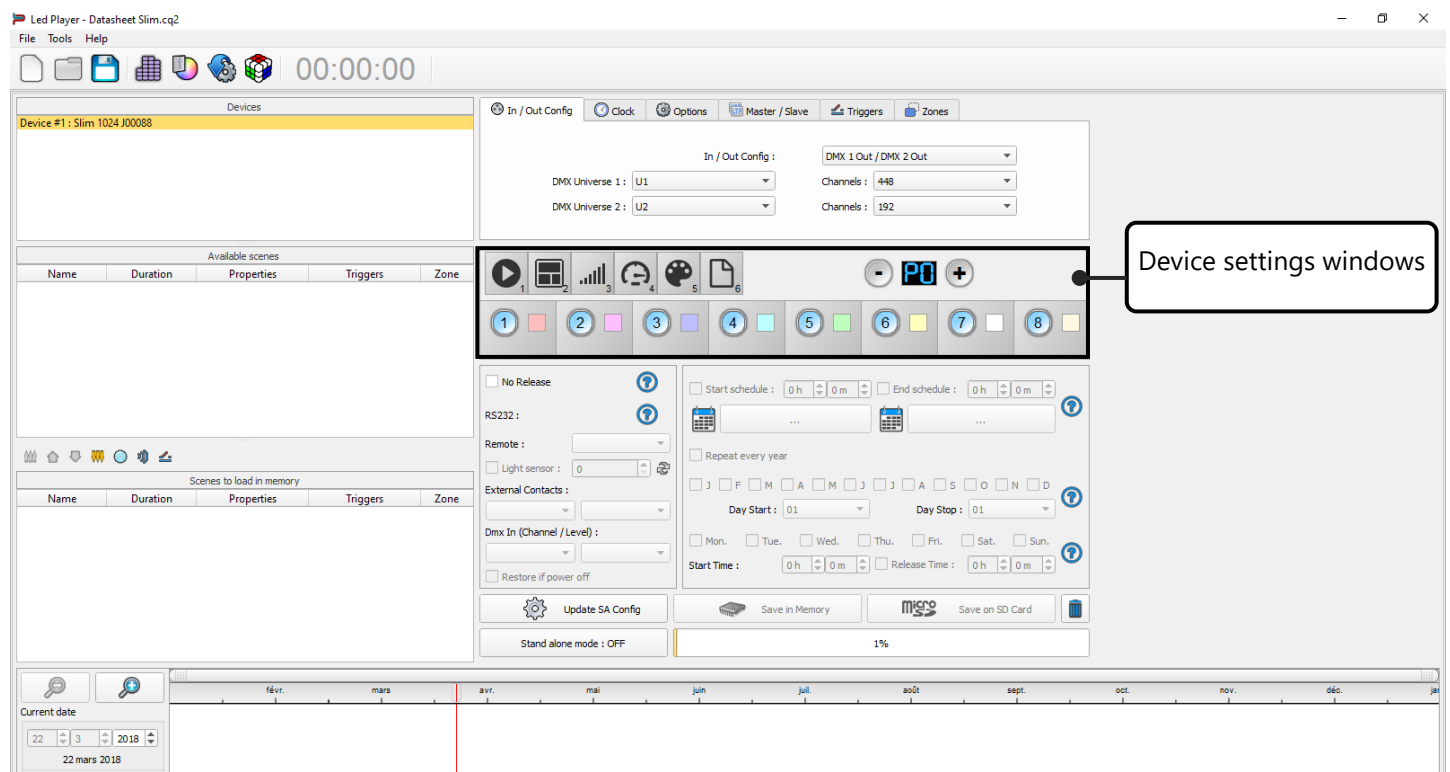 Led Player - Datasheet Slim.cq2
File Tools Help
00:00:00
Devices
Device #1 : Slim 1024 J00088
Available scenes
Name Duration Properties Triggers Zone
Scenes to load in memory
Name Duration Properties Triggers Zone
In / Out Config Clock Options Master / Slave Triggers Zones
In / Out Config : DMX 1 Out / DMX 2 Out
DMX Universe 1 : U1 Channels : 448
DMX Universe 2 : U2 Channels : 192
1 2 3 4 5 6 - P0 +
1 2 3 4 5 6 7 8
Device settings windows
No Release
RS232 :
Remote :
Light sensor : 0
External Contacts :
Dmx In (Channel / Level) :
Restore if power off
Start schedule : 0 h 0 m End schedule : 0 h 0 m
... ...
Repeat every year
J F M A M J J A S O N D
Day Start : 01 Day Stop : 01
Mon. Tue. Wed. Thu. Fri. Sat. Sun.
Start Time : 0 h 0 m Release Time : 0 h 0 m
Update SA Config Save in Memory micro SD Save on SD Card
Stand alone mode : OFF 1%
févr. mars avr. mai juin juil. août sept. oct. nov. déc.
Current date
22 3 2018
22 mars 2018